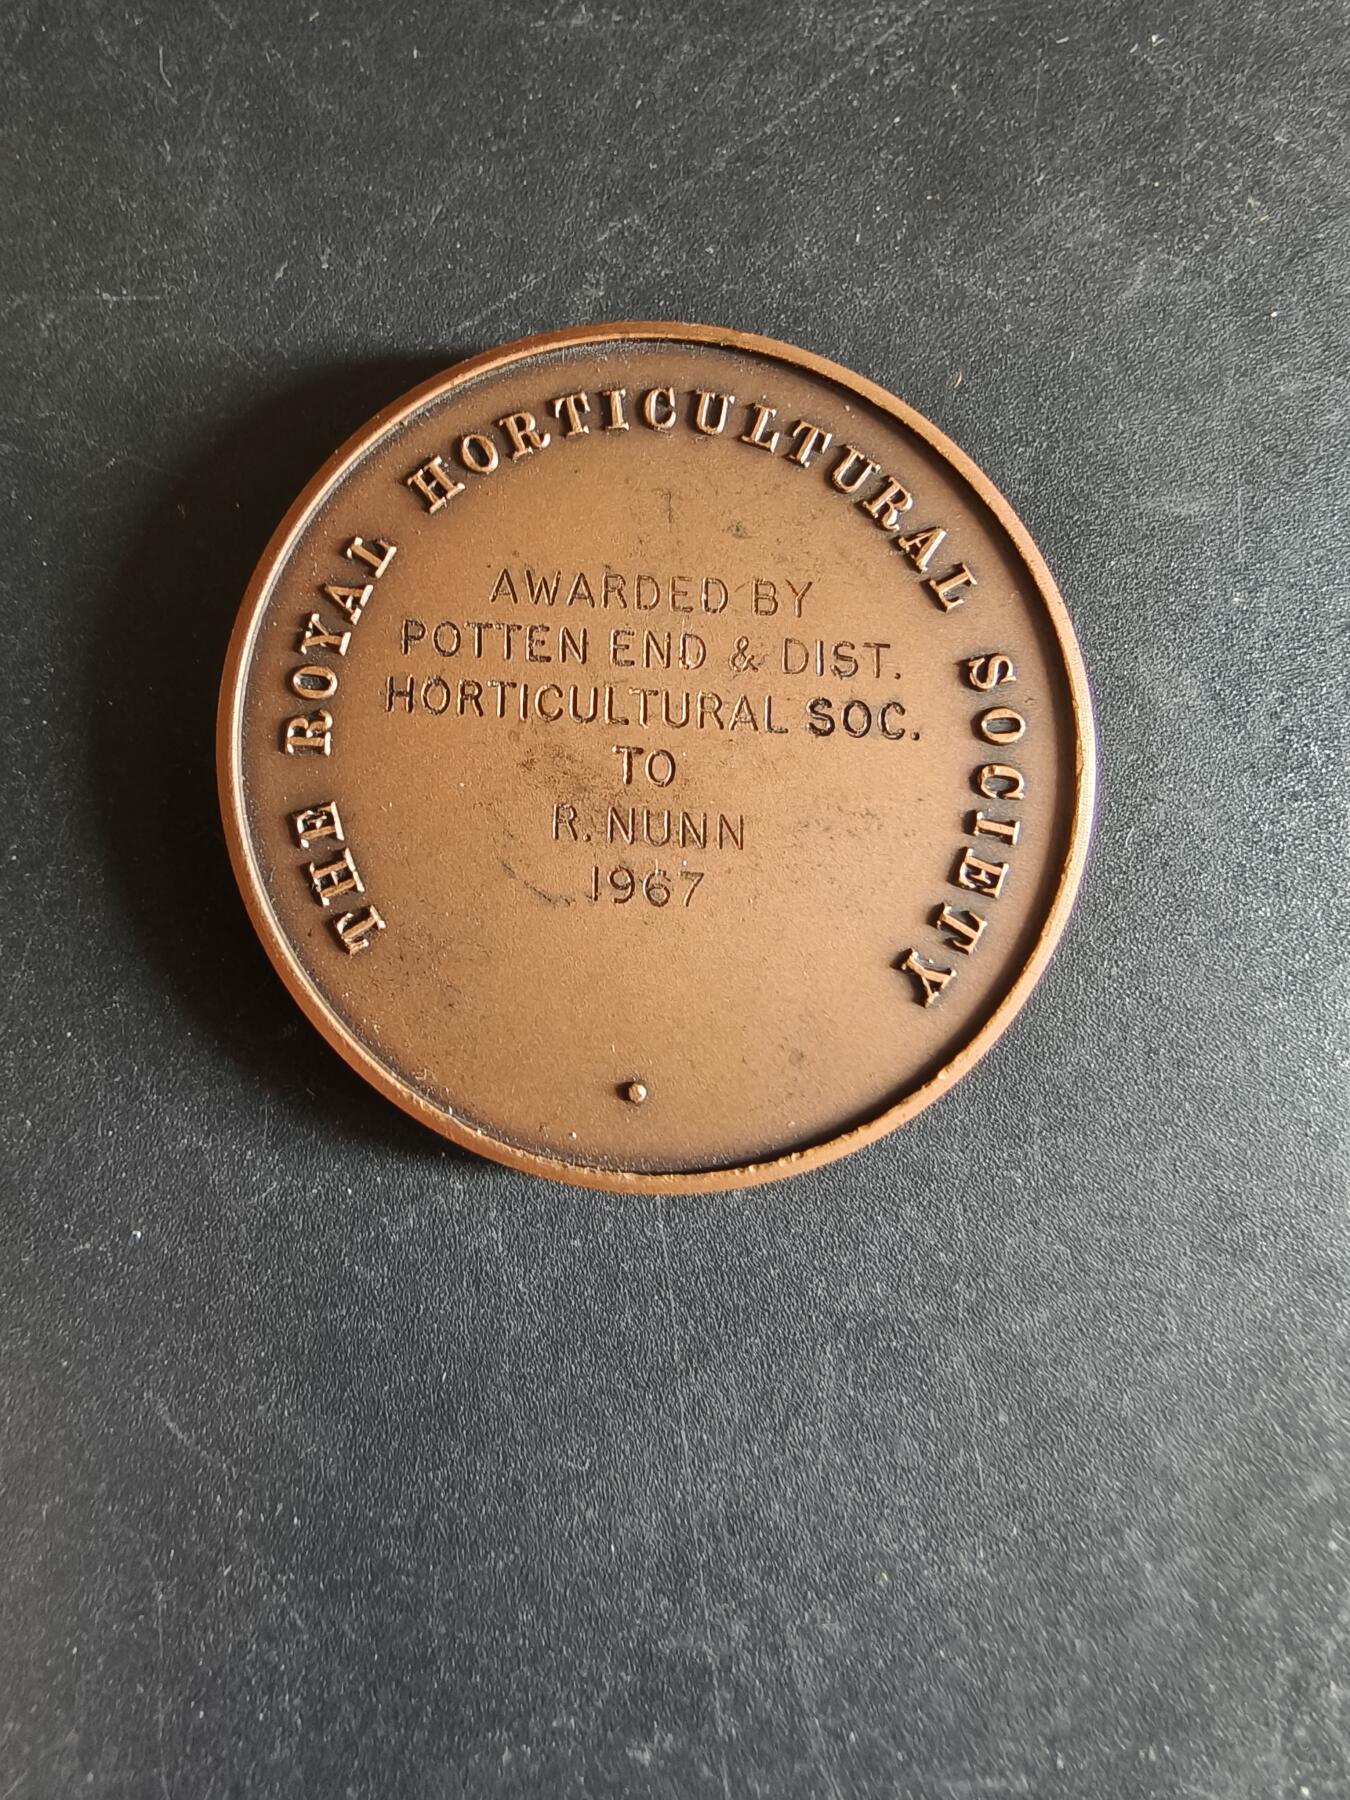 THE ROYAL HORTICULTURAL SOCIETY
AWARDED BY
POTTEN END & DIST.
HORTICULTURAL SOC.
TO
R. NUNN
1967